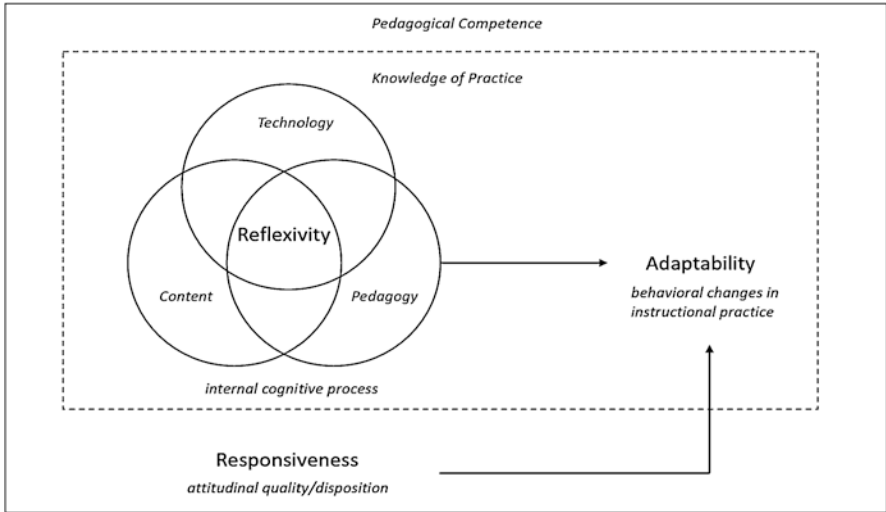 Pedagogical Competence
Knowledge of Practice
Technology
Reflexivity
Content
Pedagogy
internal cognitive process
Adaptability
behavioral changes in
instructional practice
Responsiveness
attitudinal quality/disposition